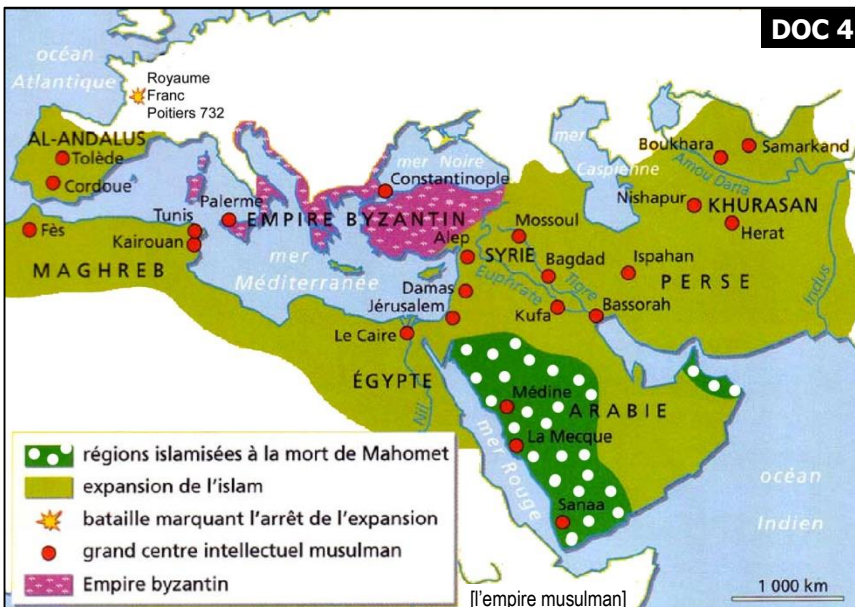 DOC 4
océan
Atlantique
Royaume
Franc
Poitiers 732
AL-ANDALUS
Tolède
Cordoue
mer Noire
Constantinople
mer
Caspienne
Boukhara
Samarkand
Amou Daria
Nishapur
KHURASAN
Herat
Fès
Tunis
Palerme
Kairouan
EMPIRE BYZANTIN
MAGHREB
mer
Méditerranée
Alep
SYRIE
Mossoul
Bagdad
Tigre
Euphrate
Ispahan
PERSE
Indus
Damas
Jérusalem
Kufa
Bassorah
Le Caire
ÉGYPTE
Nil
Médine
ARABIE
La Mecque
mer Rouge
Sanaa
océan
Indien
régions islamisées à la mort de Mahomet
expansion de l'islam
bataille marquant l'arrêt de l'expansion
grand centre intellectuel musulman
Empire byzantin
[l'empire musulman]
1 000 km